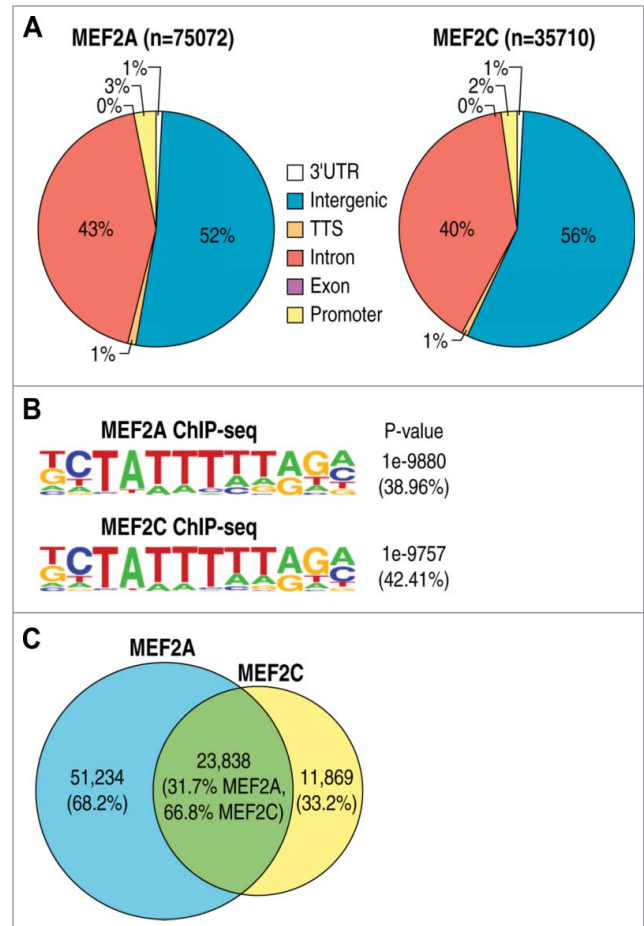 A
MEF2A (n=75072)
MEF2C (n=35710)
1%
3%
0%
43%
52%
1%
3'UTR
Intergenic
TTS
Intron
Exon
Promoter
1%
2%
0%
40%
56%
1%
B
MEF2A ChIP-seq
P-value
1e-9880
(38.96%)
MEF2C ChIP-seq
1e-9757
(42.41%)
C
MEF2A
MEF2C
51,234
(68.2%)
23,838
(31.7% MEF2A,
66.8% MEF2C)
11,869
(33.2%)